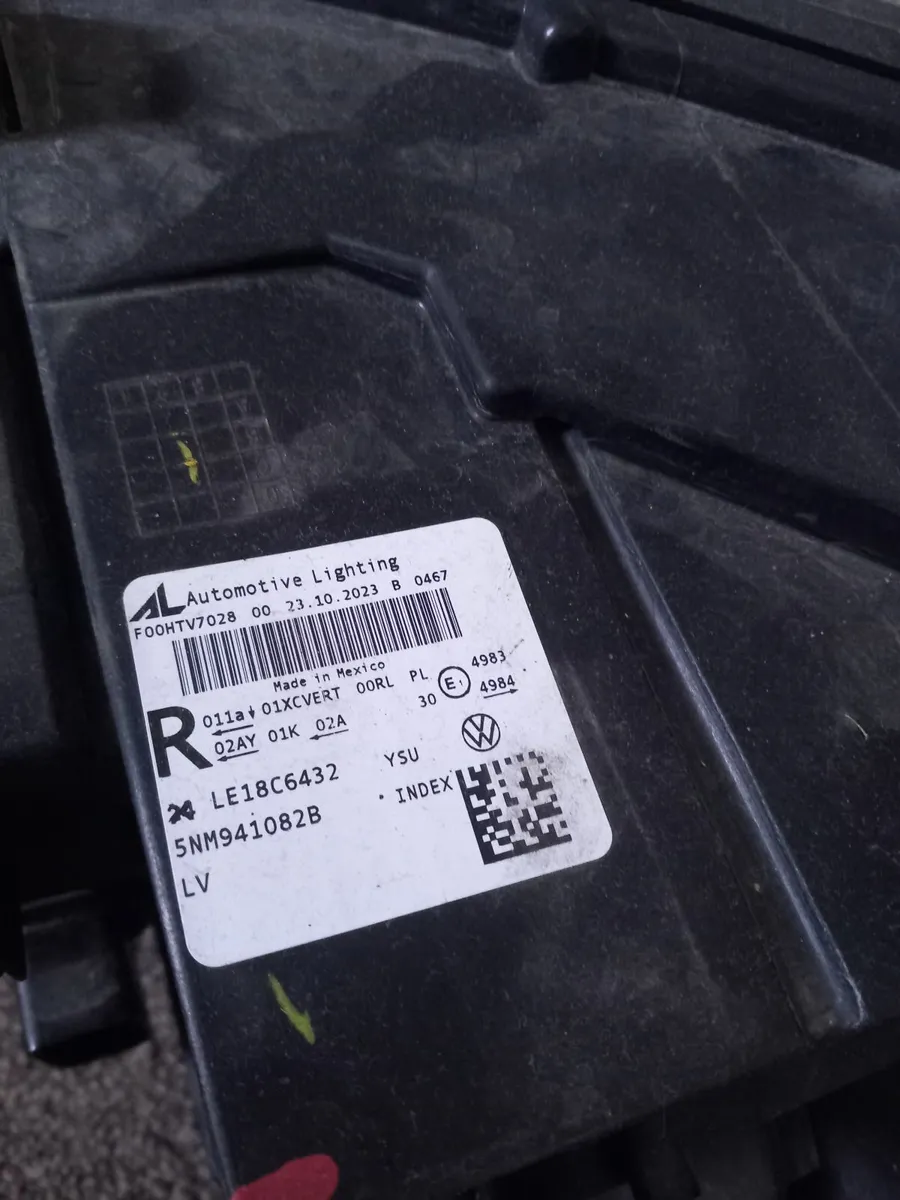 AL Automotive Lighting
F00HTV7028 00 23.10.2023 B 0467
Made in Mexico
R
011a 01XCVERT 00RL PL
02AY 01K 02A
30 E1 4983
4984
LE18C6432
YSU
INDEX
5NM941082B
LV